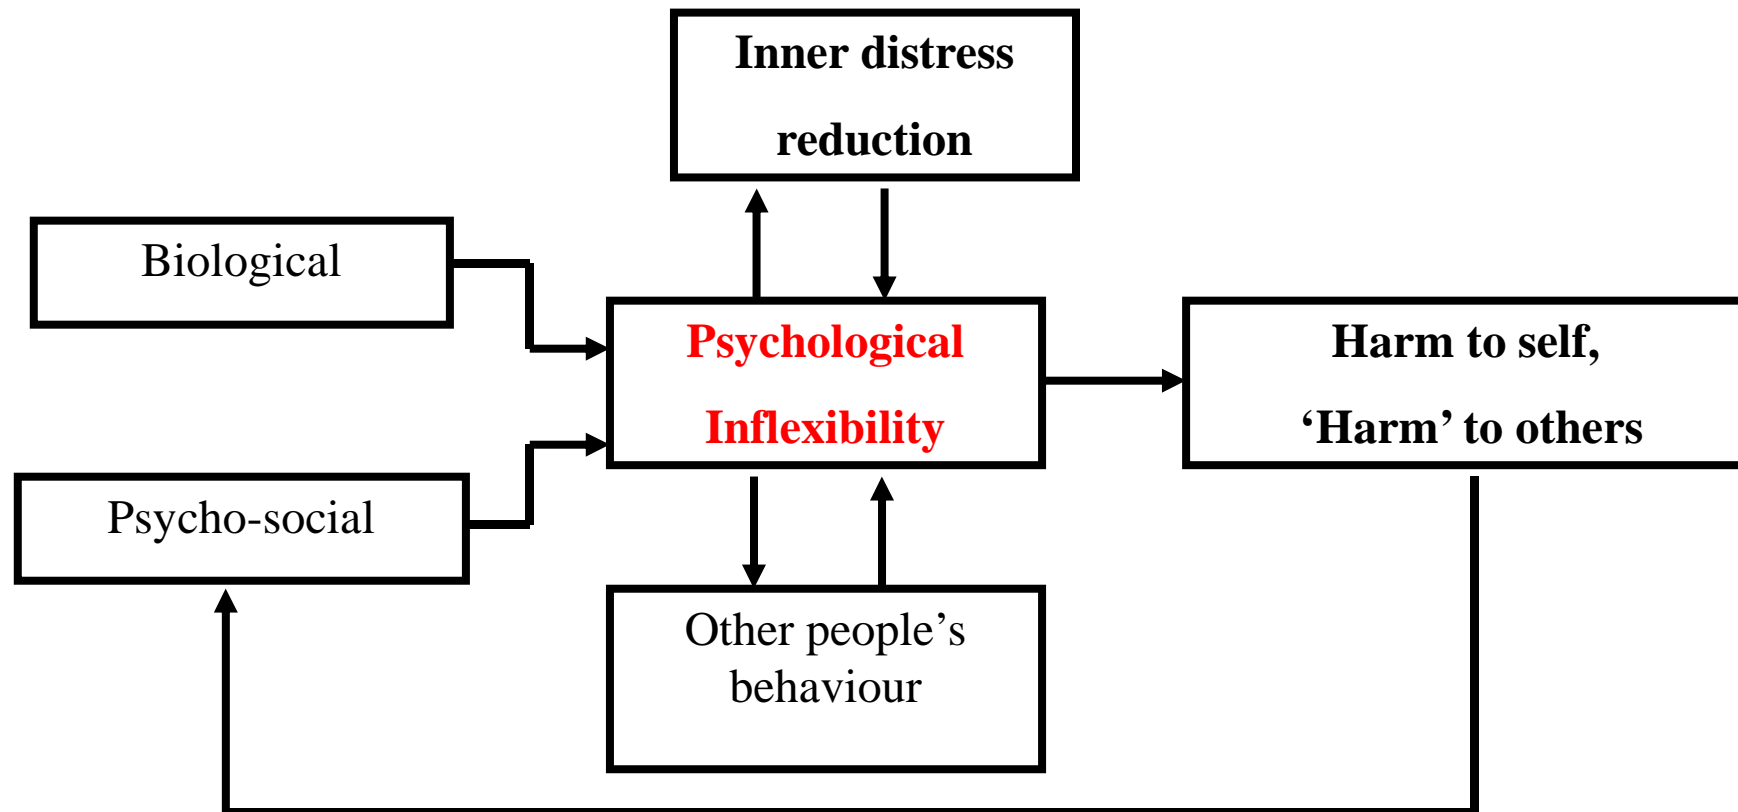 Inner distress
reduction
Biological
Psychological
Inflexibility
Harm to self,
‘Harm’ to others
Psycho-social
Other people’s
behaviour